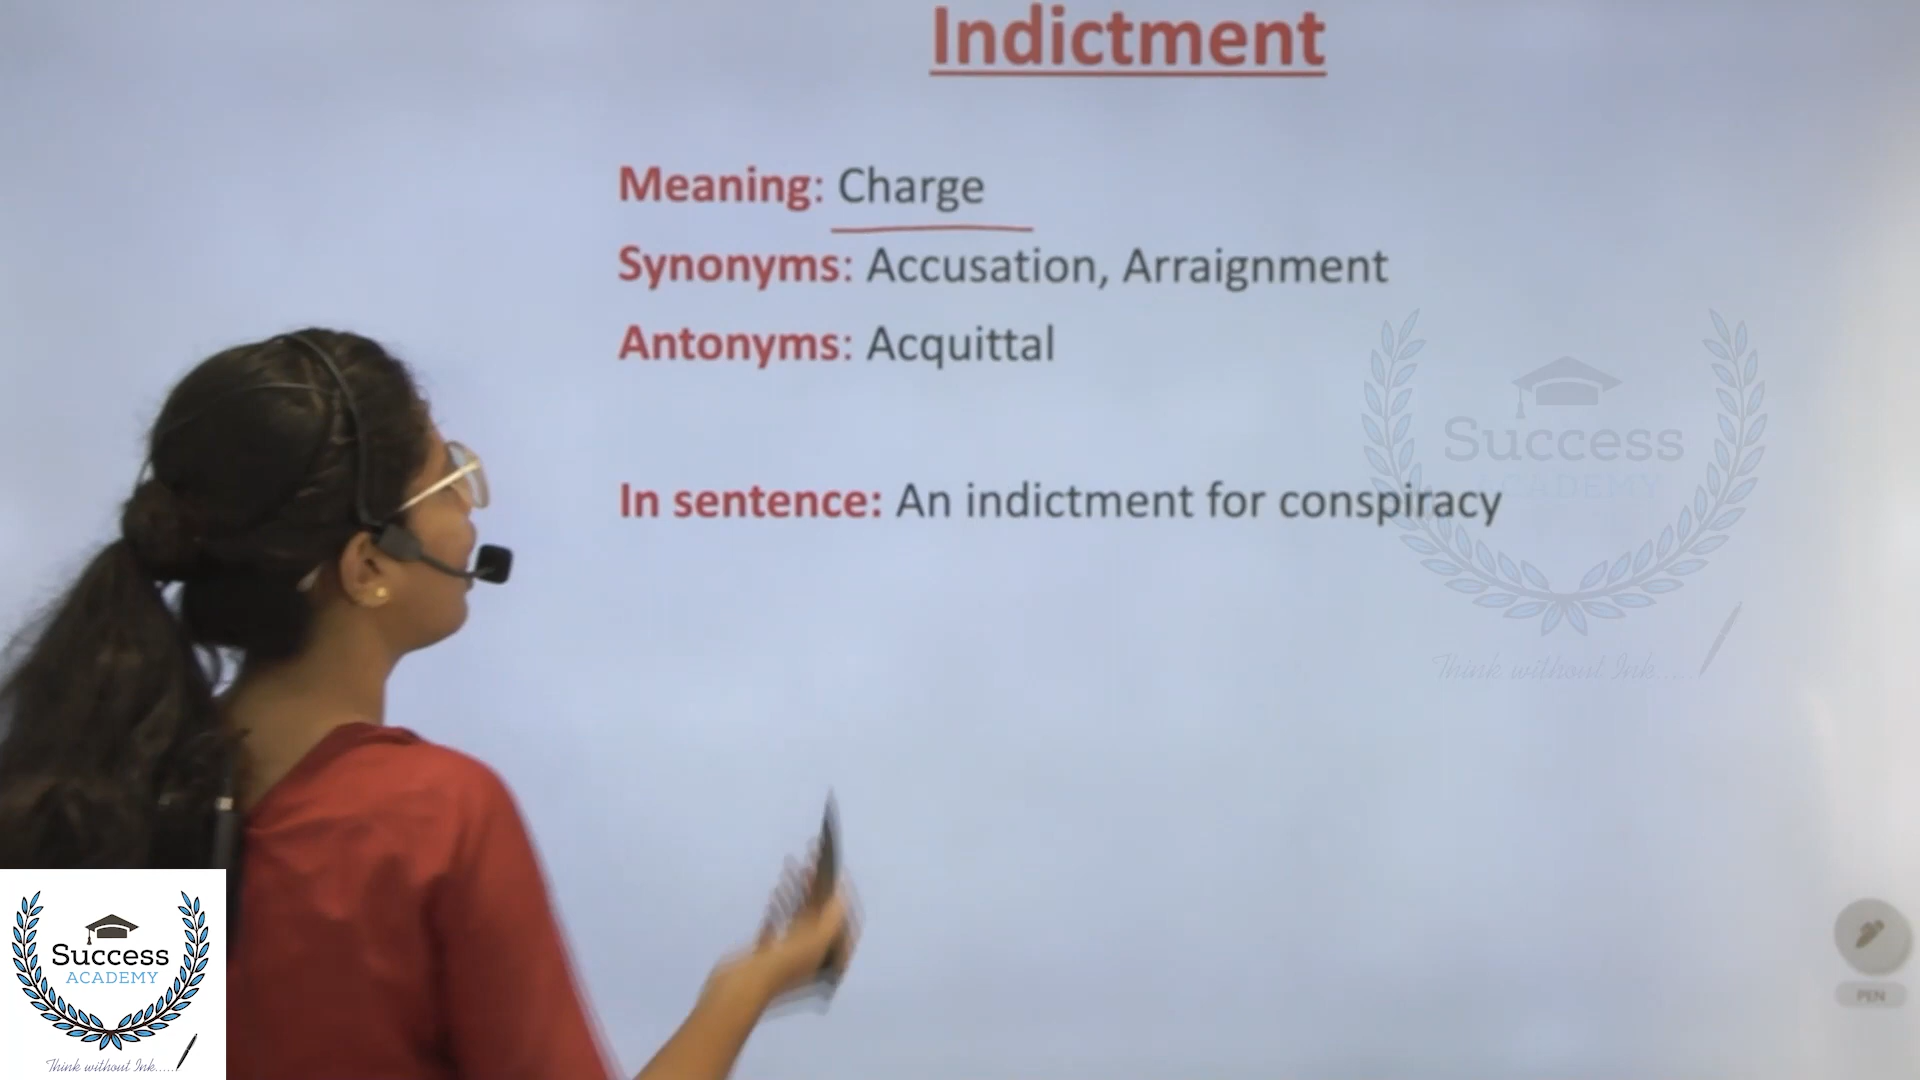 Indictment
Meaning: Charge
Synonyms: Accusation, Arraignment
Antonyms: Acquittal
In sentence: An indictment for conspiracy
Success
ACADEMY
Think without Ink.....
PEN
Success
ACADEMY
Think without Ink.....